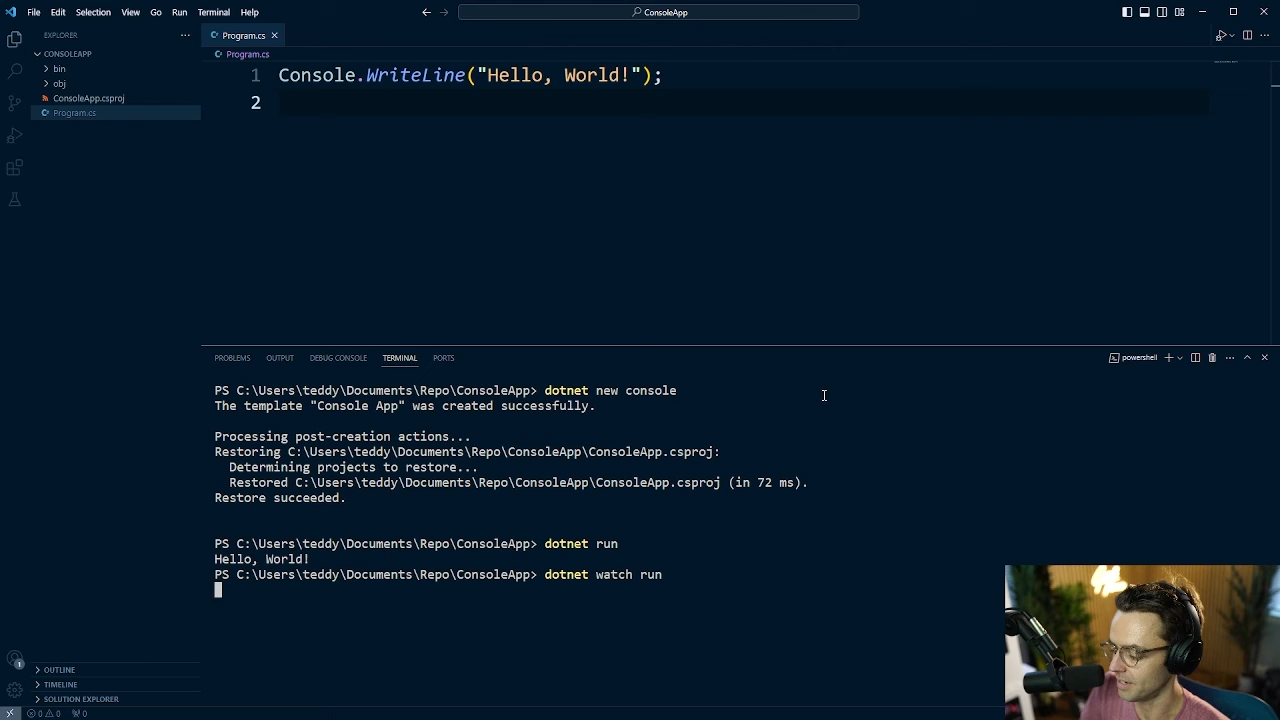 File Edit Selection View Go Run Terminal Help
ConsoleApp
EXPLORER
Program.cs
CONSOLEAPP
Program.cs
bin
obj
ConsoleApp.csproj
Program.cs
1 Console.WriteLine("Hello, World!");
2
PROBLEMS OUTPUT DEBUG CONSOLE TERMINAL PORTS
powershell
PS C:\Users\teddy\Documents\Repo\ConsoleApp> dotnet new console
The template "Console App" was created successfully.
Processing post-creation actions...
Restoring C:\Users\teddy\Documents\Repo\ConsoleApp\ConsoleApp.csproj:
Determining projects to restore...
Restored C:\Users\teddy\Documents\Repo\ConsoleApp\ConsoleApp.csproj (in 72 ms).
Restore succeeded.
PS C:\Users\teddy\Documents\Repo\ConsoleApp> dotnet run
Hello, World!
PS C:\Users\teddy\Documents\Repo\ConsoleApp> dotnet watch run
1
OUTLINE
TIMELINE
SOLUTION EXPLORER
0 0 0